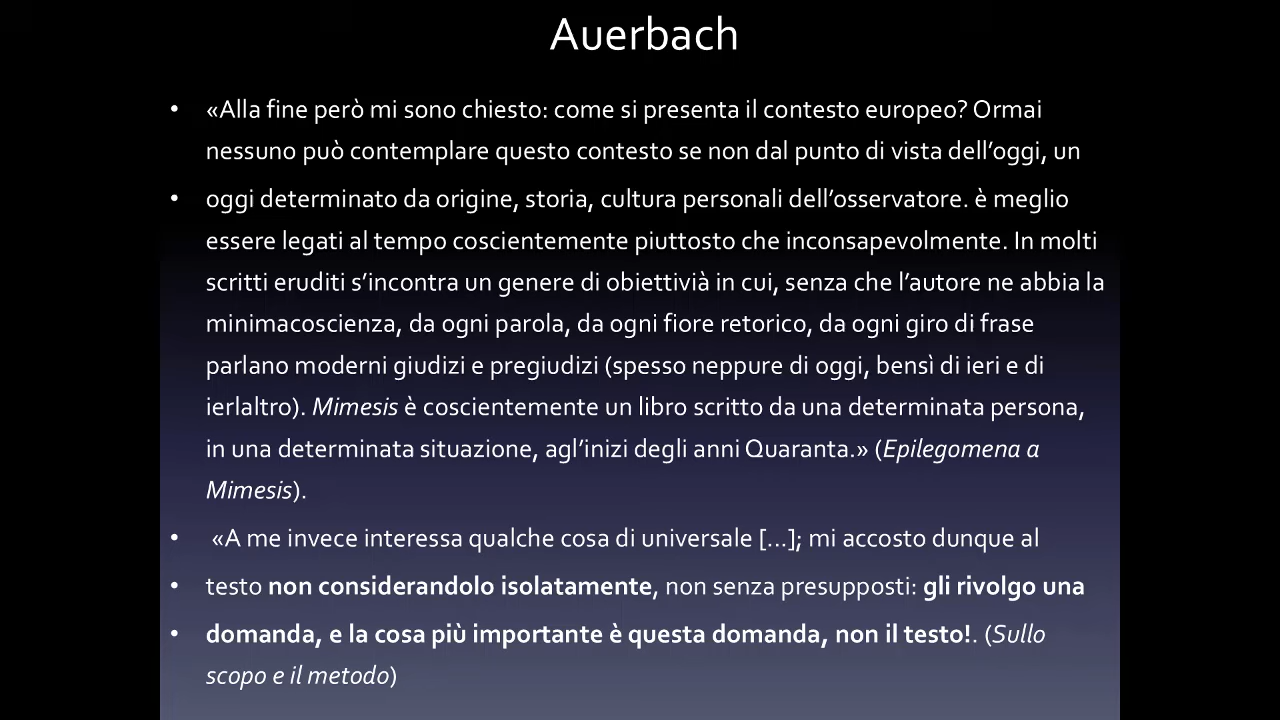 Auerbach
• «Alla fine però mi sono chiesto: come si presenta il contesto europeo? Ormai
nessuno può contemplare questo contesto se non dal punto di vista dell’oggi, un
• oggi determinato da origine, storia, cultura personali dell’osservatore. è meglio
essere legati al tempo coscientemente piuttosto che inconsapevolmente. In molti
scritti eruditi s’incontra un genere di obiettivià in cui, senza che l’autore ne abbia la
minimacoscienza, da ogni parola, da ogni fiore retorico, da ogni giro di frase
parlano moderni giudizi e pregiudizi (spesso neppure di oggi, bensì di ieri e di
ierlaltro). Mimesis è coscientemente un libro scritto da una determinata persona,
in una determinata situazione, agl’inizi degli anni Quaranta.» (Epilegomena a
Mimesis).
• «A me invece interessa qualche cosa di universale [...]; mi accosto dunque al
• testo non considerandolo isolatamente, non senza presupposti: gli rivolgo una
• domanda, e la cosa più importante è questa domanda, non il testo!. (Sullo
scopo e il metodo)